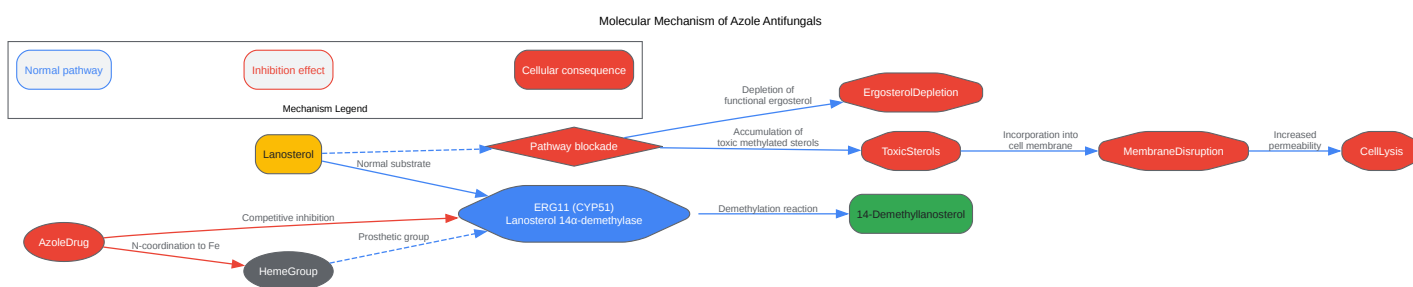 Molecular Mechanism of Azole Antifungals
Normal pathway
Inhibition effect
Cellular consequence
Mechanism Legend
Depletion of
functional ergosterol
ErgosterolDepletion
Lanosterol
Pathway blockade
Accumulation of
toxic methylated sterols
ToxicSterols
Incorporation into
cell membrane
MembraneDisruption
Increased
permeability
CellLysis
Normal substrate
ERG11 (CYP51)
Lanosterol 14α-demethylase
Demethylation reaction
14-Demethyllanosterol
AzoleDrug
Competitive inhibition
N-coordination to Fe
Prosthetic group
HemeGroup